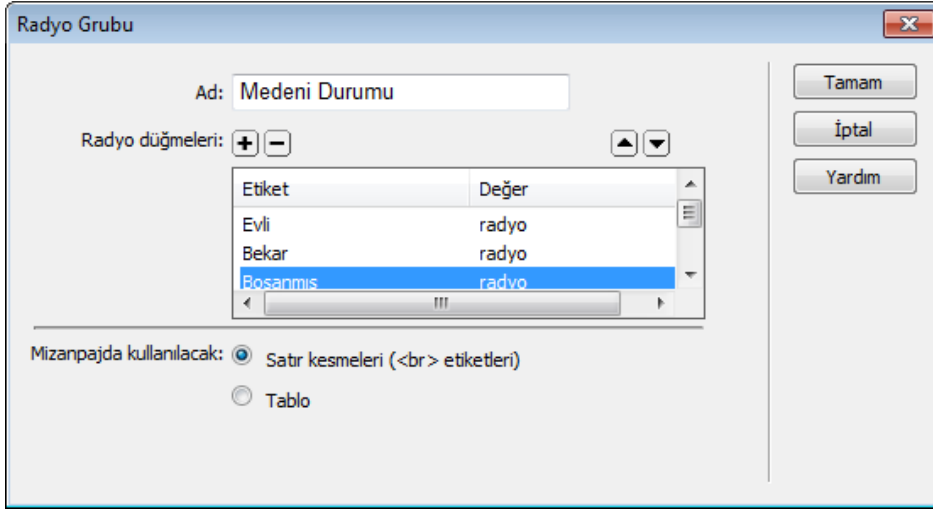 Radyo Grubu
Ad: Medeni Durumu
Radyo düğmeleri:
Etiket Değer
Evli radyo
Bekar radyo
Boşanmış radyo
Mizanpajda kullanılacak: Satır kesmeleri (<br> etiketleri)
Tablo
Tamam
İptal
Yardım